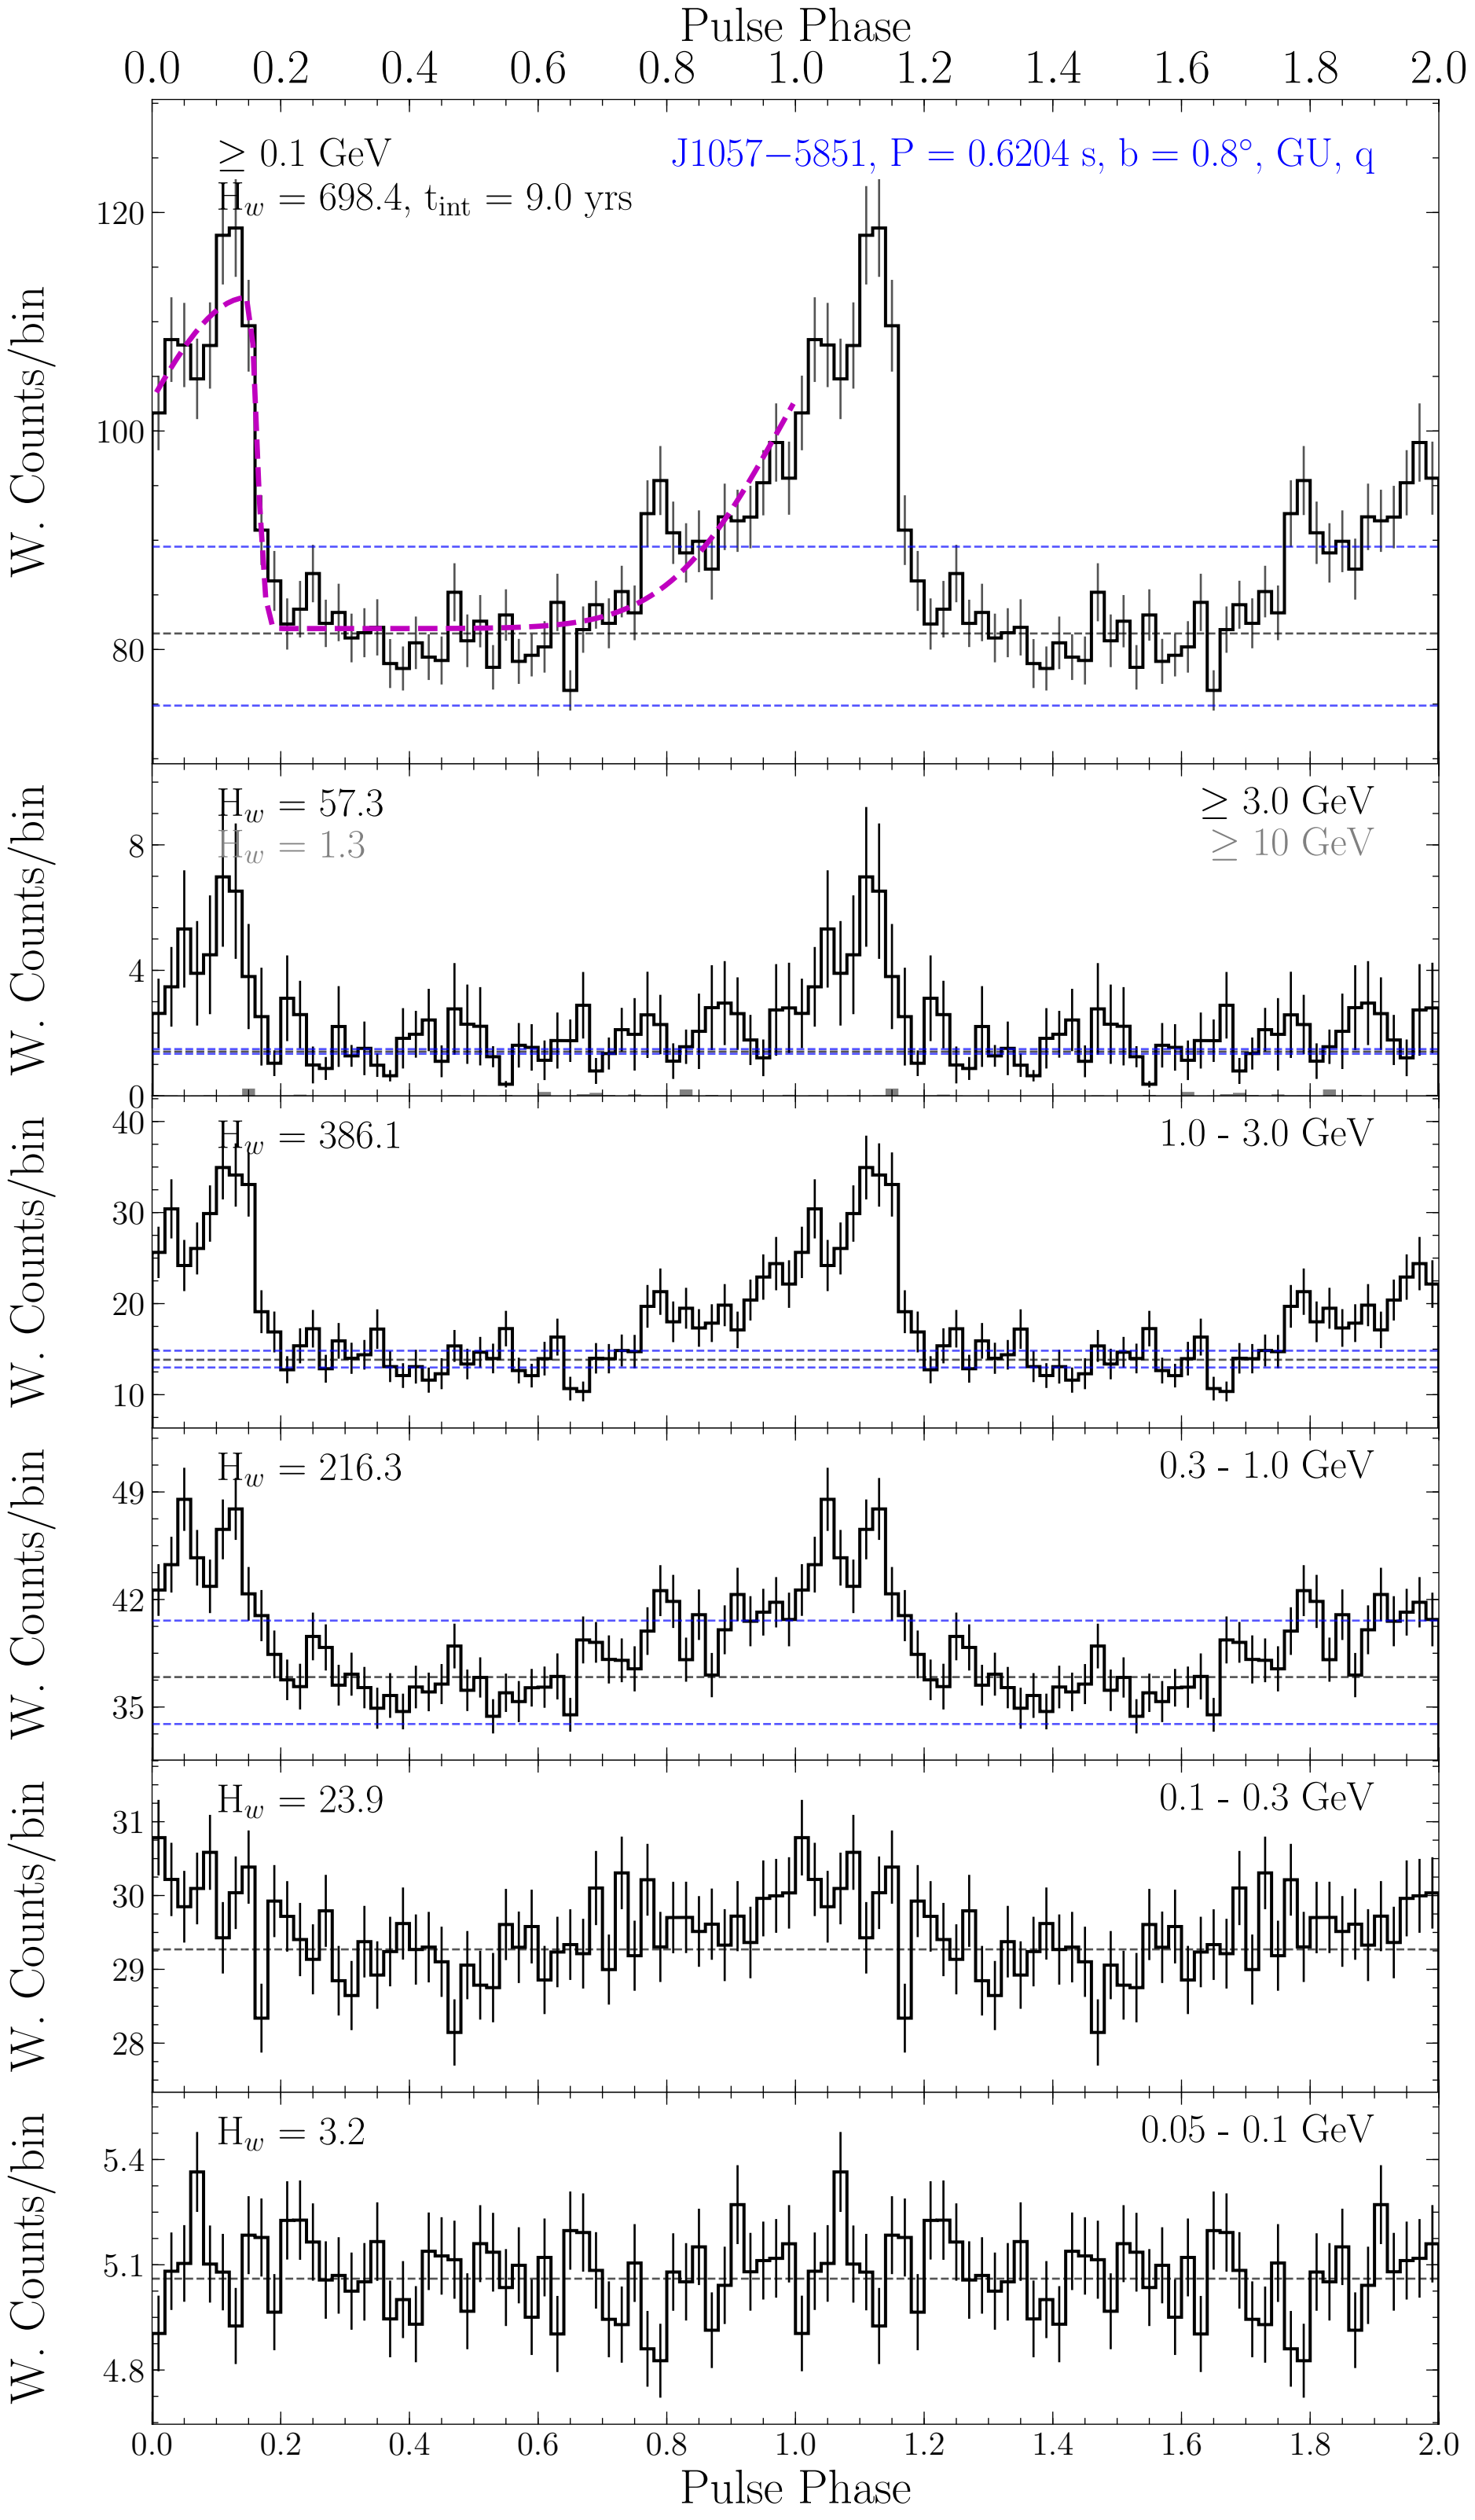 Pulse Phase
0.0 0.2 0.4 0.6 0.8 1.0 1.2 1.4 1.6 1.8 2.0
≥ 0.1 GeV
J1057−5851, P = 0.6204 s, b = 0.8°, GU, q
H_w = 698.4, t_int = 9.0 yrs
120
100
80
W. Counts/bin
H_w = 57.3
≥ 3.0 GeV
H_w = 1.3
≥ 10 GeV
8
4
0
W. Counts/bin
H_w = 386.1
1.0 - 3.0 GeV
40
30
20
10
W. Counts/bin
H_w = 216.3
0.3 - 1.0 GeV
49
42
35
W. Counts/bin
H_w = 23.9
0.1 - 0.3 GeV
31
30
29
28
W. Counts/bin
H_w = 3.2
0.05 - 0.1 GeV
5.4
5.1
4.8
W. Counts/bin
0.0 0.2 0.4 0.6 0.8 1.0 1.2 1.4 1.6 1.8 2.0
Pulse Phase